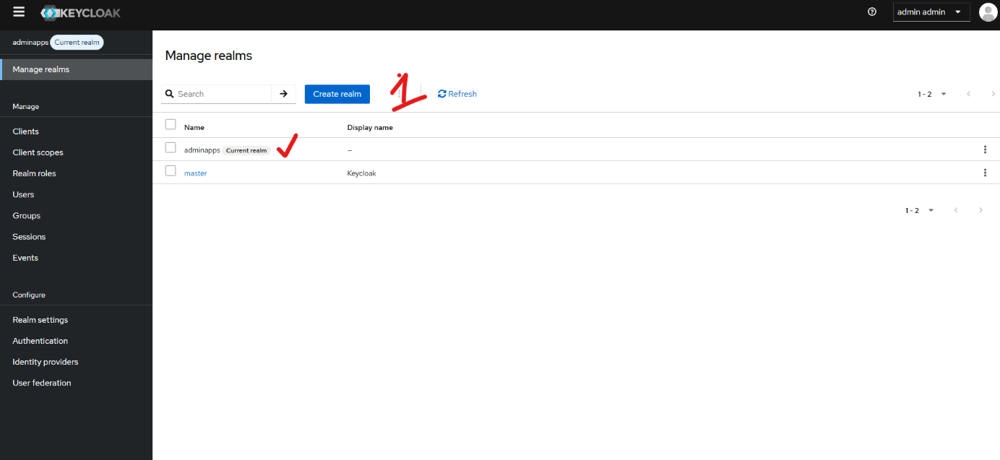 KEYCLOAK
admin admin
adminapps Current realm
Manage realms
Manage
Clients
Client scopes
Realm roles
Users
Groups
Sessions
Events
Configure
Realm settings
Authentication
Identity providers
User federation
Manage realms
Search
Create realm
1
Refresh
1 - 2
Name Display name
adminapps Current realm –
master Keycloak
1 - 2